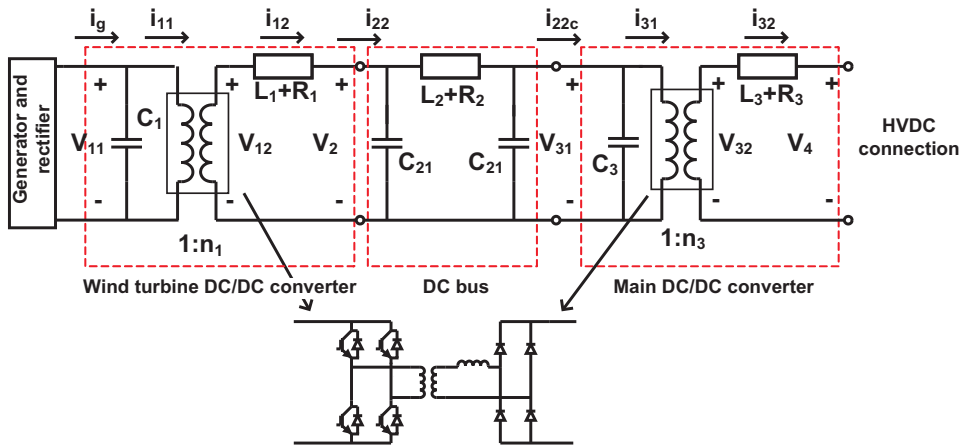 i_g
i_11
i_12
i_22
i_22c
i_31
i_32
Generator and
rectifier
+
V_11
-
C_1
1:n_1
+
V_12
-
L_1+R_1
+
V_2
-
C_21
L_2+R_2
C_21
+
V_31
-
C_3
1:n_3
+
V_32
-
L_3+R_3
+
V_4
-
HVDC
connection
Wind turbine DC/DC converter
DC bus
Main DC/DC converter